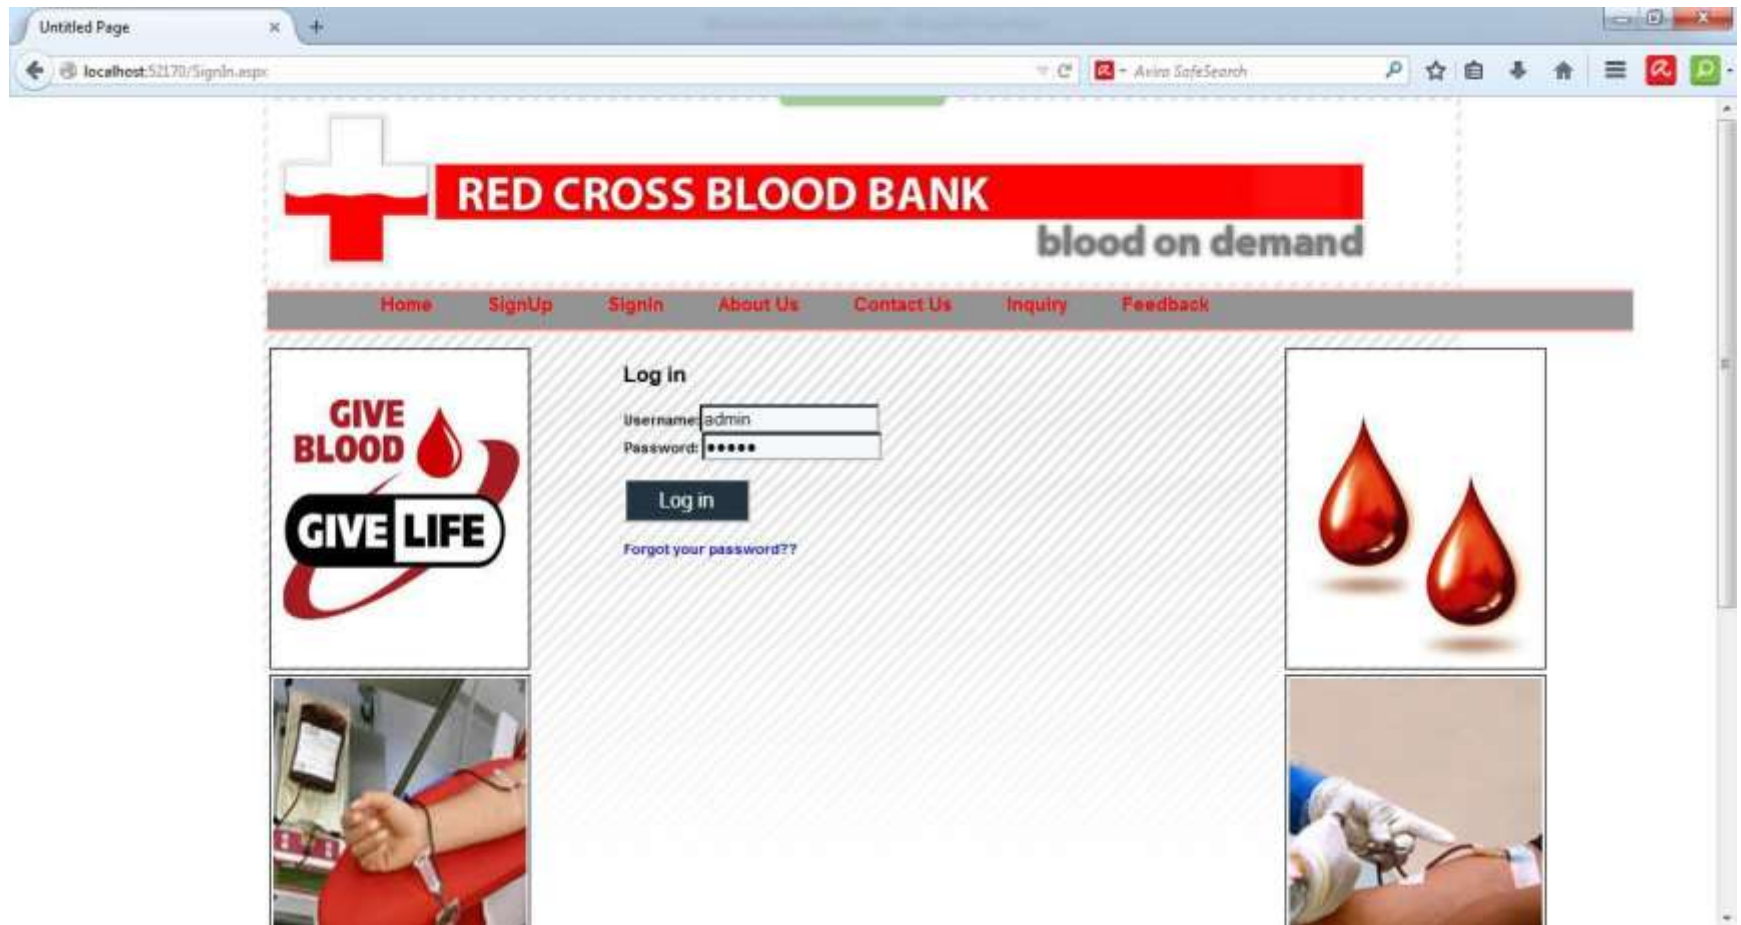 Untitled Page
localhost:52170/SignIn.aspx
Avira SafeSearch
RED CROSS BLOOD BANK
blood on demand
Home SignUp SignIn About Us Contact Us Inquiry Feedback
GIVE
BLOOD
GIVE LIFE
Log in
Username: admin
Password: •••••
Log in
Forgot your password??